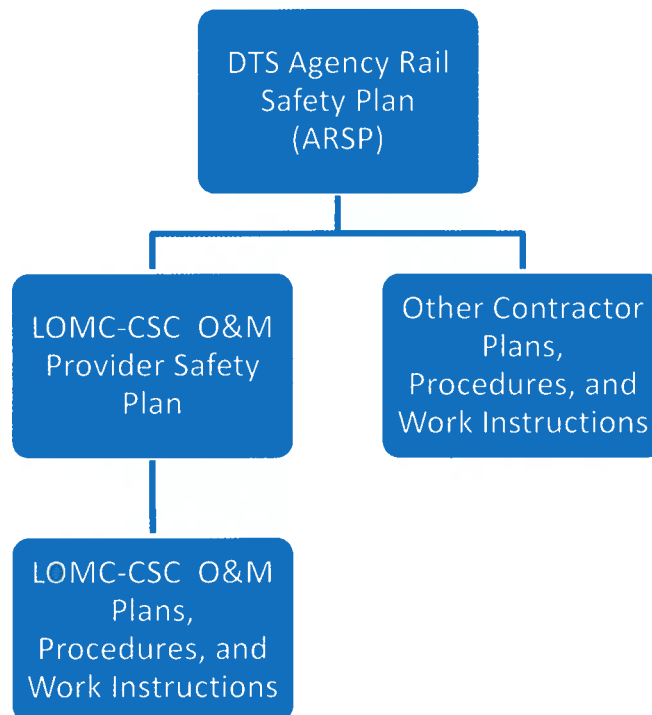 DTS Agency Rail
Safety Plan
(ARSP)
LOMC-CSC O&M
Provider Safety
Plan
Other Contractor
Plans,
Procedures, and
Work Instructions
LOMC-CSC O&M
Plans,
Procedures, and
Work Instructions